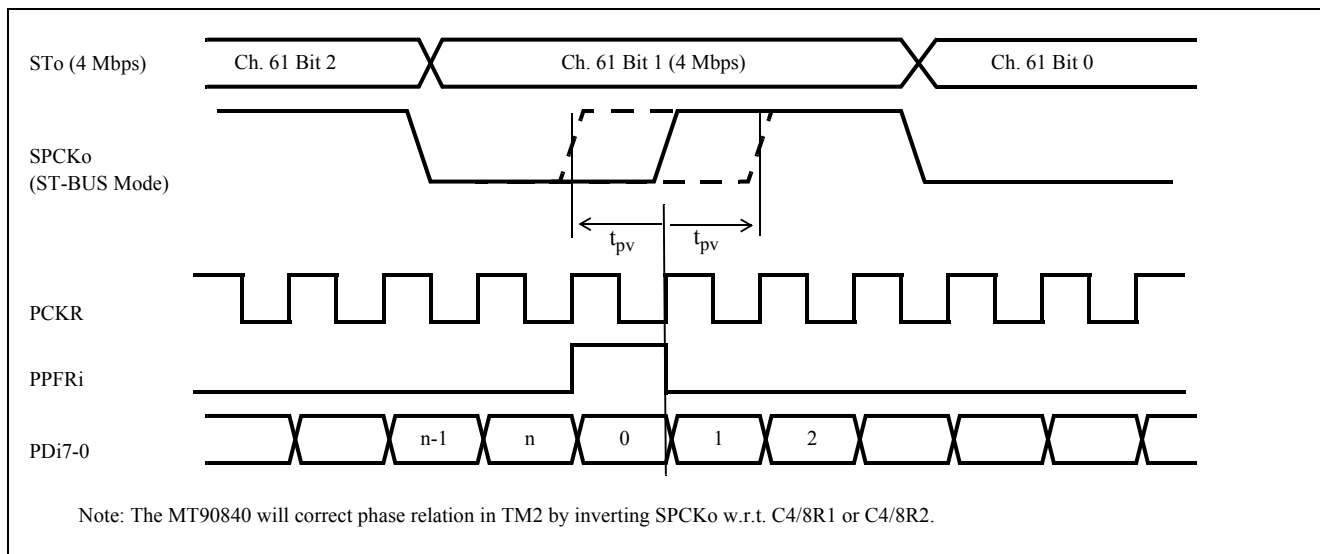 STo (4 Mbps) Ch. 61 Bit 2 Ch. 61 Bit 1 (4 Mbps) Ch. 61 Bit 0
SPCKo
(ST-BUS Mode)
tpv tpv
PCKR
PPFRi
PDi7-0 n-1 n 0 1 2
Note: The MT90840 will correct phase relation in TM2 by inverting SPCKo w.r.t. C4/8R1 or C4/8R2.